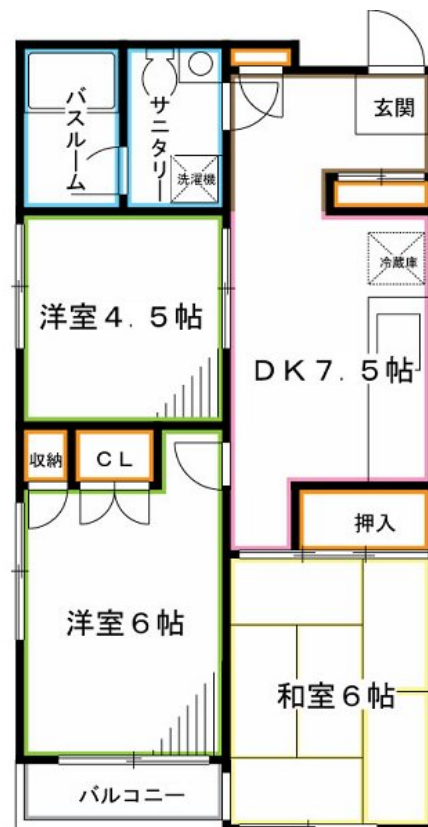 玄関
バスルーム
サニタリー
洗濯機
冷蔵庫
洋室4.5帖
DK7.5帖
収納
CL
押入
洋室6帖
和室6帖
バルコニー